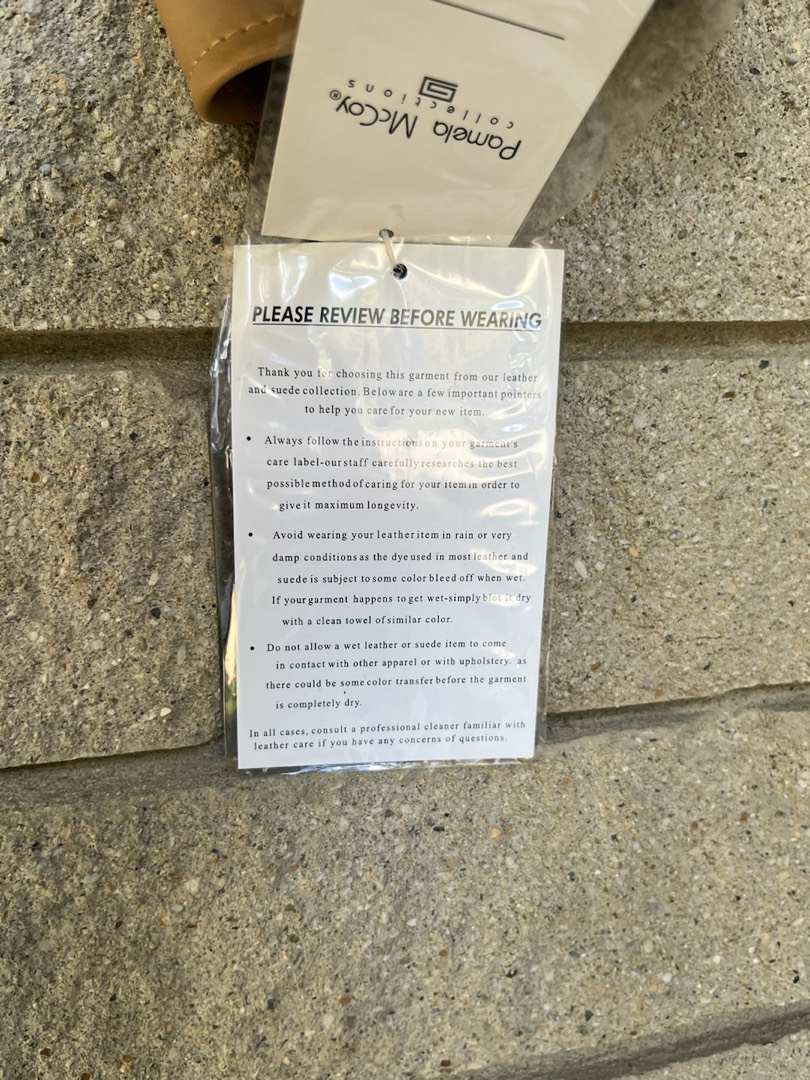 Pamela McCoy®
collections
PLEASE REVIEW BEFORE WEARING
Thank you for choosing this garment from our leather
and suede collection. Below are a few important pointers
to help you care for your new item.
• Always follow the instructions on your garment's
care label-our staff carefully researches the best
possible method of caring for your item in order to
give it maximum longevity.
• Avoid wearing your leather item in rain or very
damp conditions as the dye used in most leather and
suede is subject to some color bleed off when wet.
If your garment happens to get wet-simply blot it dry
with a clean towel of similar color.
• Do not allow a wet leather or suede item to come
in contact with other apparel or with upholstery, as
there could be some color transfer before the garment
is completely dry.
In all cases, consult a professional cleaner familiar with
leather care if you have any concerns of questions.